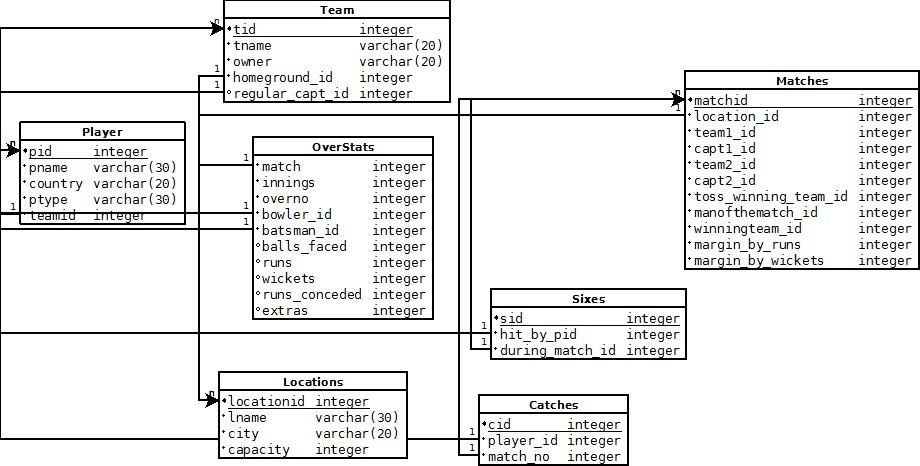 Team
tid integer
tname varchar(20)
owner varchar(20)
homeground_id integer
regular_capt_id integer
n
1
1
Matches
matchid integer
location_id integer
team1_id integer
capt1_id integer
team2_id integer
capt2_id integer
toss_winning_team_id integer
manofthematch_id integer
winningteam_id integer
margin_by_runs integer
margin_by_wickets integer
n
1
Player
pid integer
pname varchar(30)
country varchar(20)
ptype varchar(30)
teamid integer
n
1
OverStats
match integer
innings integer
overno integer
bowler_id integer
batsman_id integer
balls_faced integer
runs integer
wickets integer
runs_conceded integer
extras integer
1
1
1
Sixes
sid integer
hit_by_pid integer
during_match_id integer
1
1
Locations
locationid integer
lname varchar(30)
city varchar(20)
capacity integer
n
Catches
cid integer
player_id integer
match_no integer
1
1